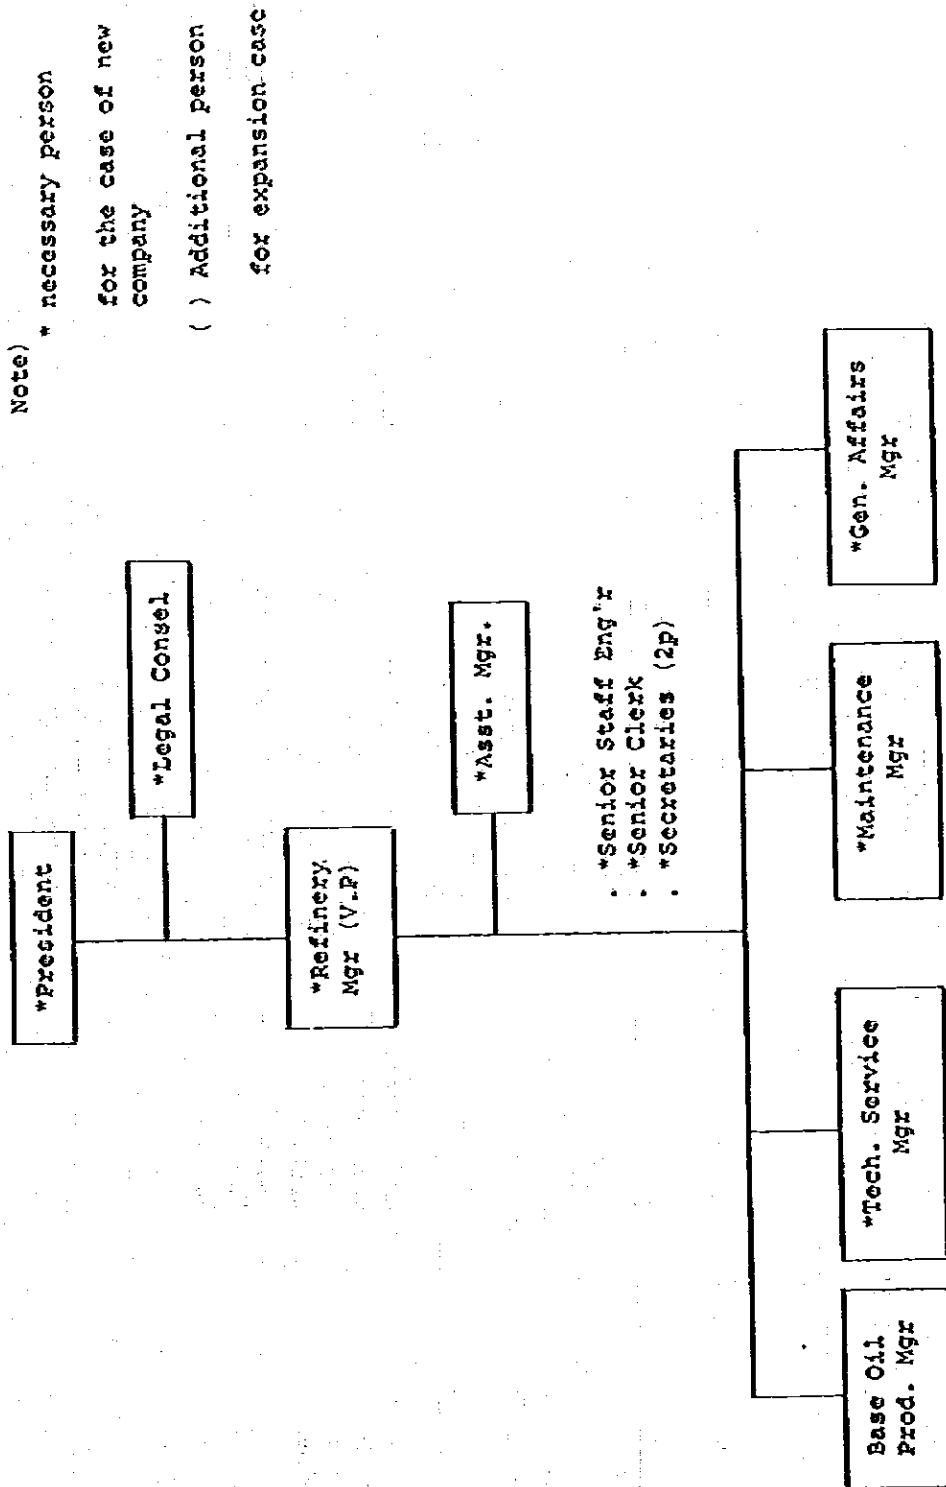 Note)
* necessary person
for the case of new
company
( ) Additional person
for expansion case
*President
*Legal Consel
*Refinery
Mgr (V.P)
*Asst. Mgr.
. *Senior Staff Eng'r
. *Senior Clerk
. *Secretaries (2p)
Base Oil
Prod. Mgr
*Tech. Service
Mgr
*Maintenance
Mgr
*Gen. Affairs
Mgr